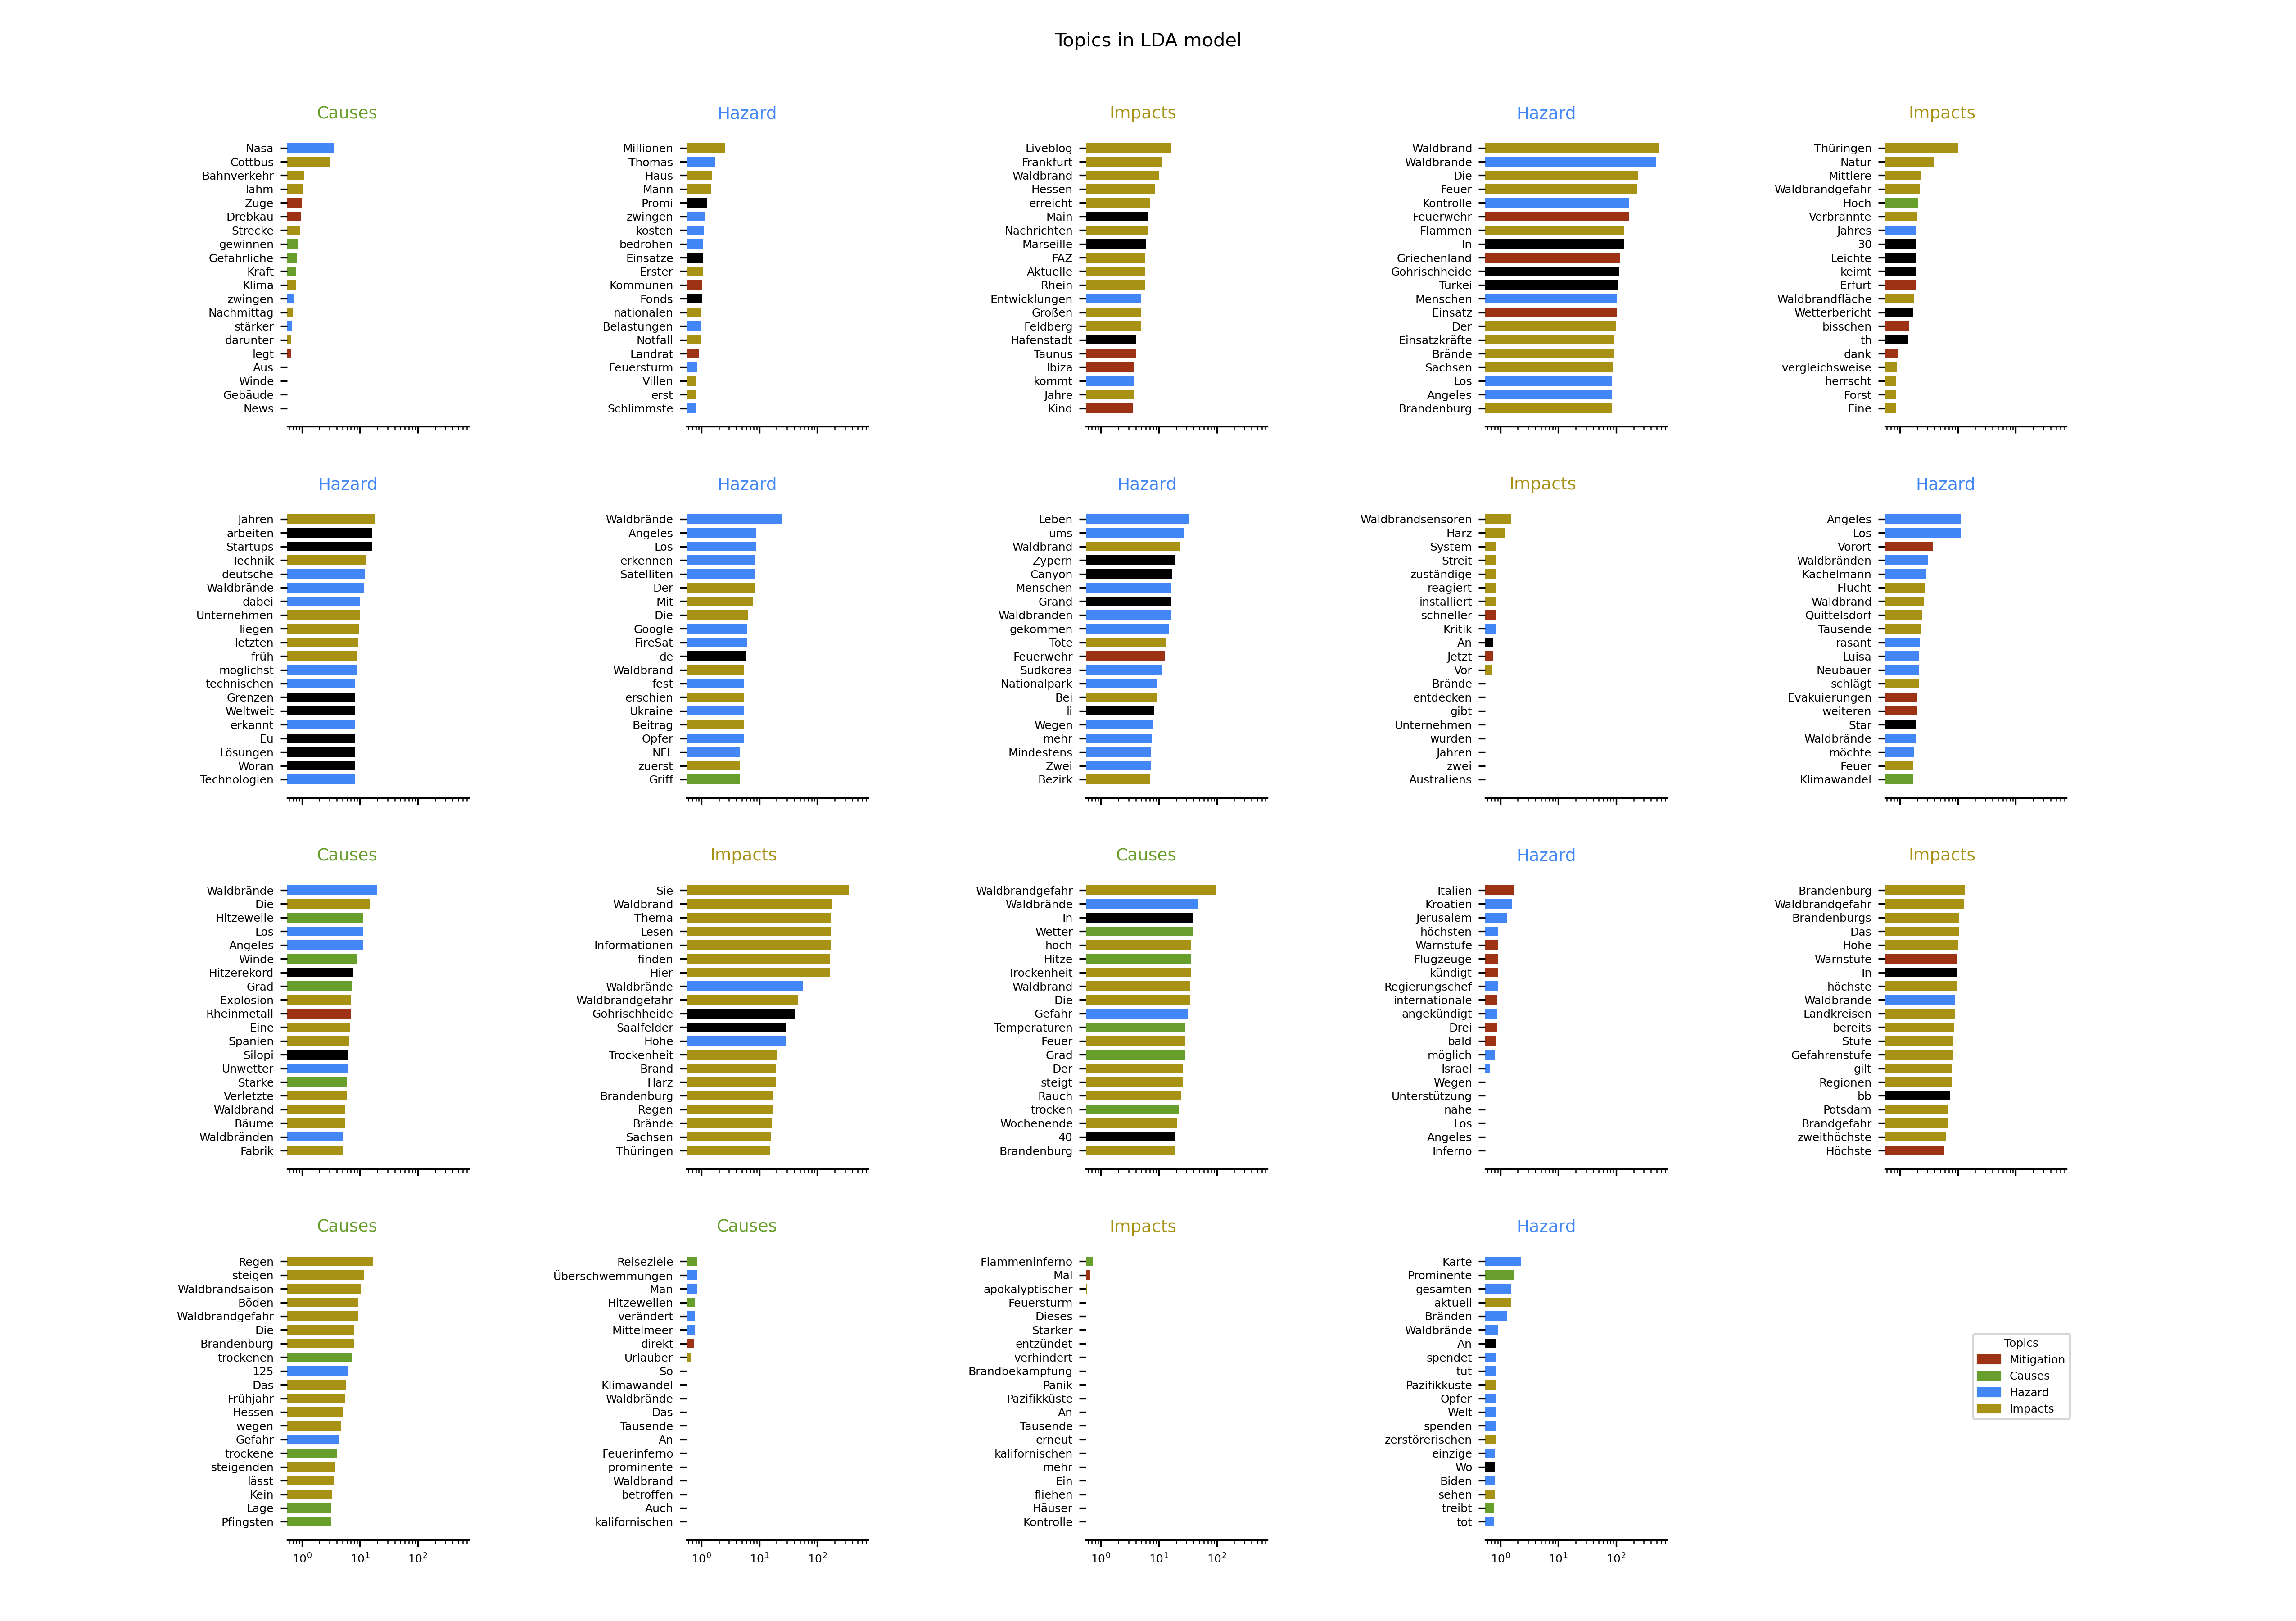 Topics in LDA model
Causes
Nasa
Cottbus
Bahnverkehr
lahm
Züge
Drebkau
Strecke
gewinnen
Gefährliche
Kraft
Klima
zwingen
Nachmittag
stärker
darunter
legt
Aus
Winde
Gebäude
News
Hazard
Millionen
Thomas
Haus
Mann
Promi
zwingen
kosten
bedrohen
Einsätze
Erster
Kommunen
Fonds
nationalen
Belastungen
Notfall
Landrat
Feuersturm
Villen
erst
Schlimmste
Impacts
Liveblog
Frankfurt
Waldbrand
Hessen
erreicht
Main
Nachrichten
Marseille
FAZ
Aktuelle
Rhein
Entwicklungen
Großen
Feldberg
Hafenstadt
Taunus
Ibiza
kommt
Jahre
Kind
Hazard
Waldbrand
Waldbrände
Die
Feuer
Kontrolle
Feuerwehr
Flammen
In
Griechenland
Gohrischheide
Türkei
Menschen
Einsatz
Der
Einsatzkräfte
Brände
Sachsen
Los
Angeles
Brandenburg
Impacts
Thüringen
Natur
Mittlere
Waldbrandgefahr
Hoch
Verbrannte
Jahres
30
Leichte
keimt
Erfurt
Waldbrandfläche
Wetterbericht
bisschen
th
dank
vergleichsweise
herrscht
Forst
Eine
Hazard
Jahren
arbeiten
Startups
Technik
deutsche
Waldbrände
dabei
Unternehmen
liegen
letzten
früh
möglichst
technischen
Grenzen
Weltweit
erkannt
Eu
Lösungen
Woran
Technologien
Hazard
Waldbrände
Angeles
Los
erkennen
Satelliten
Der
Mit
Die
Google
FireSat
de
Waldbrand
fest
erschien
Ukraine
Beitrag
Opfer
NFL
zuerst
Griff
Hazard
Leben
ums
Waldbrand
Zypern
Canyon
Menschen
Grand
Waldbränden
gekommen
Tote
Feuerwehr
Südkorea
Nationalpark
Bei
li
Wegen
mehr
Mindestens
Zwei
Bezirk
Impacts
Waldbrandsensoren
Harz
System
Streit
zuständige
reagiert
installiert
schneller
Kritik
An
Jetzt
Vor
Brände
entdecken
gibt
Unternehmen
wurden
Jahren
zwei
Australiens
Hazard
Angeles
Los
Vorort
Waldbränden
Kachelmann
Flucht
Waldbrand
Quittelsdorf
Tausende
rasant
Luisa
Neubauer
schlägt
Evakuierungen
weiteren
Star
Waldbrände
möchte
Feuer
Klimawandel
Causes
Waldbrände
Die
Hitzewelle
Los
Angeles
Winde
Hitzerekord
Grad
Explosion
Rheinmetall
Eine
Spanien
Silopi
Unwetter
Starke
Verletzte
Waldbrand
Bäume
Waldbränden
Fabrik
Impacts
Sie
Waldbrand
Thema
Lesen
Informationen
finden
Hier
Waldbrände
Waldbrandgefahr
Gohrischheide
Saalfelder
Höhe
Trockenheit
Brand
Harz
Brandenburg
Regen
Brände
Sachsen
Thüringen
Causes
Waldbrandgefahr
Waldbrände
In
Wetter
hoch
Hitze
Trockenheit
Waldbrand
Die
Gefahr
Temperaturen
Feuer
Grad
Der
steigt
Rauch
trocken
Wochenende
40
Brandenburg
Hazard
Italien
Kroatien
Jerusalem
höchsten
Warnstufe
Flugzeuge
kündigt
Regierungschef
internationale
angekündigt
Drei
bald
möglich
Israel
Wegen
Unterstützung
nahe
Los
Angeles
Inferno
Impacts
Brandenburg
Waldbrandgefahr
Brandenburgs
Das
Hohe
Warnstufe
In
höchste
Waldbrände
Landkreisen
bereits
Stufe
Gefahrenstufe
gilt
Regionen
bb
Potsdam
Brandgefahr
zweithöchste
Höchste
Causes
Regen
steigen
Waldbrandsaison
Böden
Waldbrandgefahr
Die
Brandenburg
trockenen
125
Das
Frühjahr
Hessen
wegen
Gefahr
trockene
steigenden
lässt
Kein
Lage
Pfingsten
10⁰ 10¹ 10²
Causes
Reiseziele
Überschwemmungen
Man
Hitzewellen
verändert
Mittelmeer
direkt
Urlauber
So
Klimawandel
Waldbrände
Das
Tausende
An
Feuerinferno
prominente
Waldbrand
betroffen
Auch
kalifornischen
10⁰ 10¹ 10²
Impacts
Flammeninferno
Mal
apokalyptischer
Feuersturm
Dieses
Starker
entzündet
verhindert
Brandbekämpfung
Panik
Pazifikküste
An
Tausende
erneut
kalifornischen
mehr
Ein
fliehen
Häuser
Kontrolle
10⁰ 10¹ 10²
Hazard
Karte
Prominente
gesamten
aktuell
Bränden
Waldbrände
An
spendet
tut
Pazifikküste
Opfer
Welt
spenden
zerstörerischen
einzige
Wo
Biden
sehen
treibt
tot
10⁰ 10¹ 10²
Topics
Mitigation
Causes
Hazard
Impacts